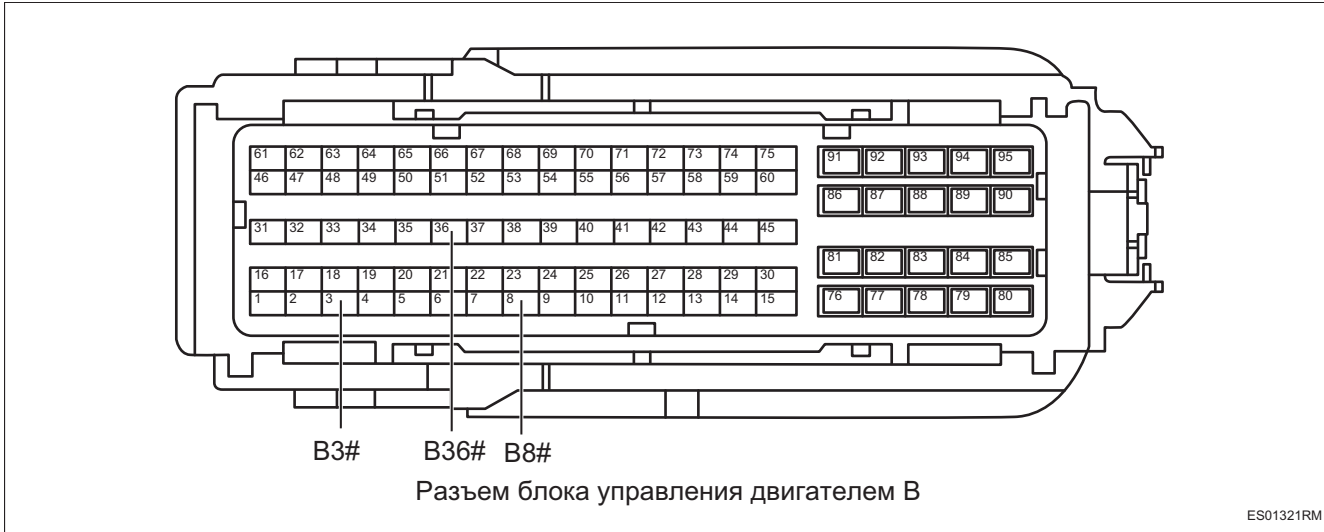 61 62 63 64 65 66 67 68 69 70 71 72 73 74 75 91 92 93 94 95
46 47 48 49 50 51 52 53 54 55 56 57 58 59 60
86 87 88 89 90
31 32 33 34 35 36 37 38 39 40 41 42 43 44 45
81 82 83 84 85
16 17 18 19 20 21 22 23 24 25 26 27 28 29 30
1 2 3 4 5 6 7 8 9 10 11 12 13 14 15 76 77 78 79 80
B3# B36# B8#
Разъем блока управления двигателем B
ES01321RM